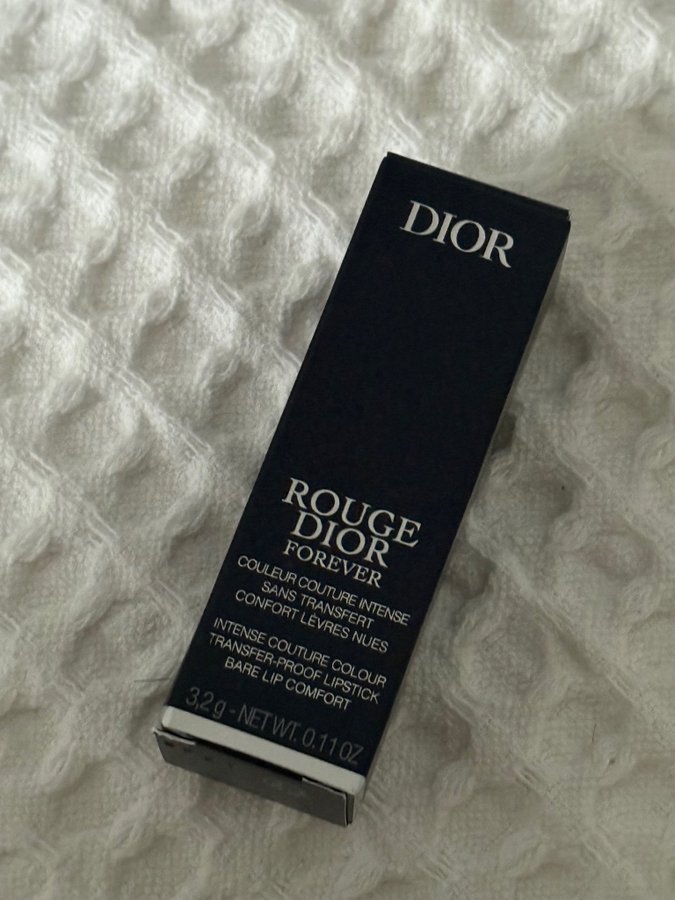 DIOR
ROUGE
DIOR
FOREVER
COULEUR COUTURE INTENSE
SANS TRANSFERT
CONFORT LÈVRES NUES
INTENSE COUTURE COLOUR
TRANSFER-PROOF LIPSTICK
BARE LIP COMFORT
3,2 g - NET WT. 0.11 OZ